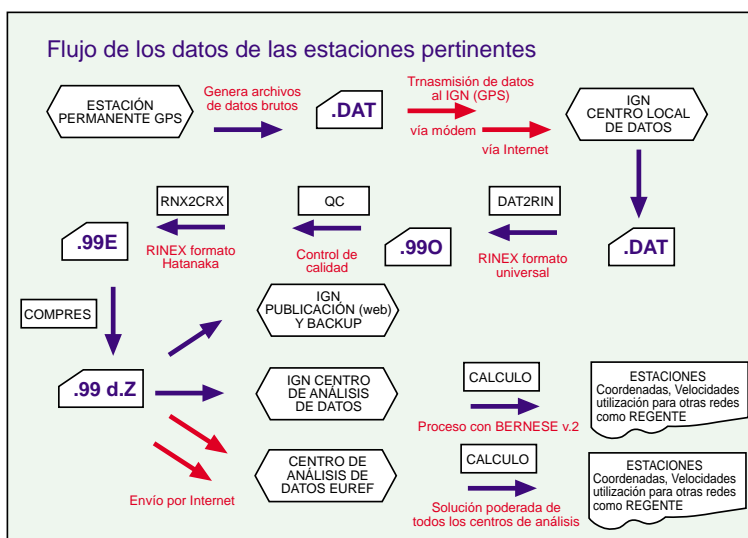 Flujo de los datos de las estaciones pertinentes
ESTACIÓN
PERMANENTE GPS
Genera archivos
de datos brutos
.DAT
Trnasmisión de datos
al IGN (GPS)
vía módem
vía Internet
IGN
CENTRO LOCAL
DE DATOS
RNX2CRX
QC
DAT2RIN
.99E
RINEX formato
Hatanaka
Control de
calidad
.99O
RINEX formato
universal
.DAT
COMPRES
IGN
PUBLICACIÓN (web)
Y BACKUP
.99 d.Z
IGN CENTRO
DE ANÁLISIS
DE DATOS
CALCULO
Proceso con BERNESE v.2
ESTACIONES
Coordenadas, Velocidades
utilización para otras redes
como REGENTE
Envío por Internet
CENTRO DE
ANÁLISIS DE
DATOS EUREF
CALCULO
Solución poderada de
todos los centros de análisis
ESTACIONES
Coordenadas, Velocidades
utilización para otras redes
como REGENTE